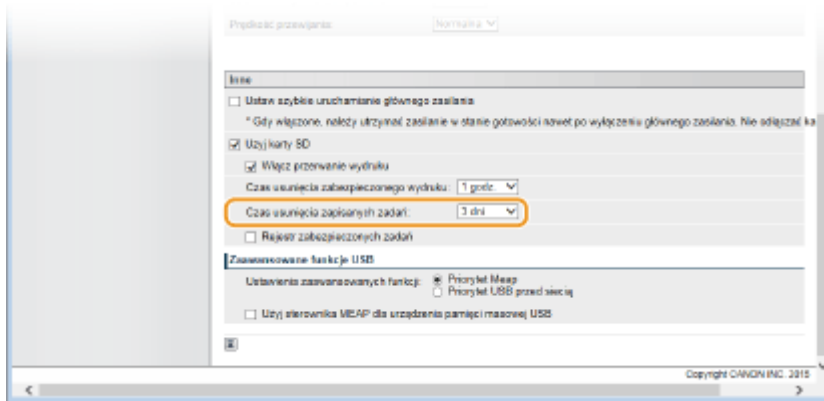 Prędkość przewijania: Normalna
Inne
Ustaw szybkie uruchamianie głównego zasilania
* Gdy włączone, należy utrzymać zasilanie w stanie gotowości nawet po wyłączeniu głównego zasilania. Nie odłączać ka
Użyj karty SD
Włącz przerwanie wydruku
Czas usunięcia zabezpieczonego wydruku: 1 godz.
Czas usunięcia zapisanych zadań: 3 dni
Rejestr zabezpieczonych zadań
Zaawansowane funkcje USB
Ustawienia zaawansowanych funkcji: Priorytet Meap
Priorytet USB przed siecią
Użyj sterownika MEAP dla urządzenia pamięci masowej USB
Copyright CANON INC. 2015